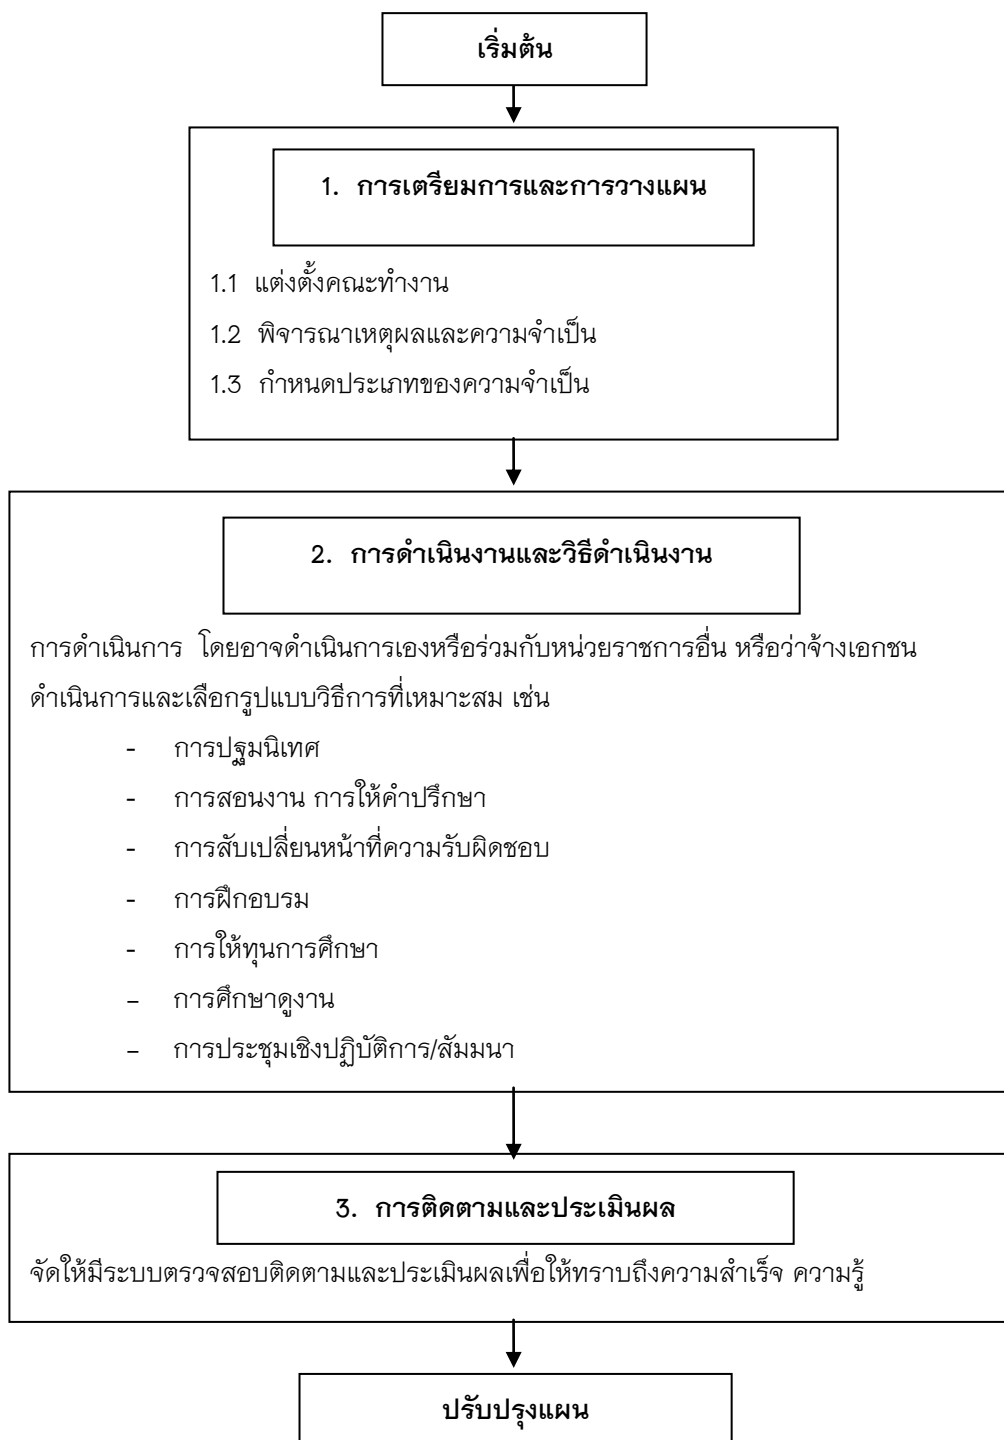 เริ่มต้น
1. การเตรียมการและการวางแผน
1.1 แต่งตั้งคณะทำงาน
1.2 พิจารณาเหตุผลและความจำเป็น
1.3 กำหนดประเภทของความจำเป็น
2. การดำเนินงานและวิธีดำเนินงาน
การดำเนินการ โดยอาจดำเนินการเองหรือร่วมกับหน่วยราชการอื่น หรือว่าจ้างเอกชน
ดำเนินการและเลือกรูปแบบวิธีการที่เหมาะสม เช่น
- การปฐมนิเทศ
- การสอนงาน การให้คำปรึกษา
- การสับเปลี่ยนหน้าที่ความรับผิดชอบ
- การฝึกอบรม
- การให้ทุนการศึกษา
– การศึกษาดูงาน
– การประชุมเชิงปฏิบัติการ/สัมมนา
3. การติดตามและประเมินผล
จัดให้มีระบบตรวจสอบติดตามและประเมินผลเพื่อให้ทราบถึงความสำเร็จ ความรู้
ปรับปรุงแผน